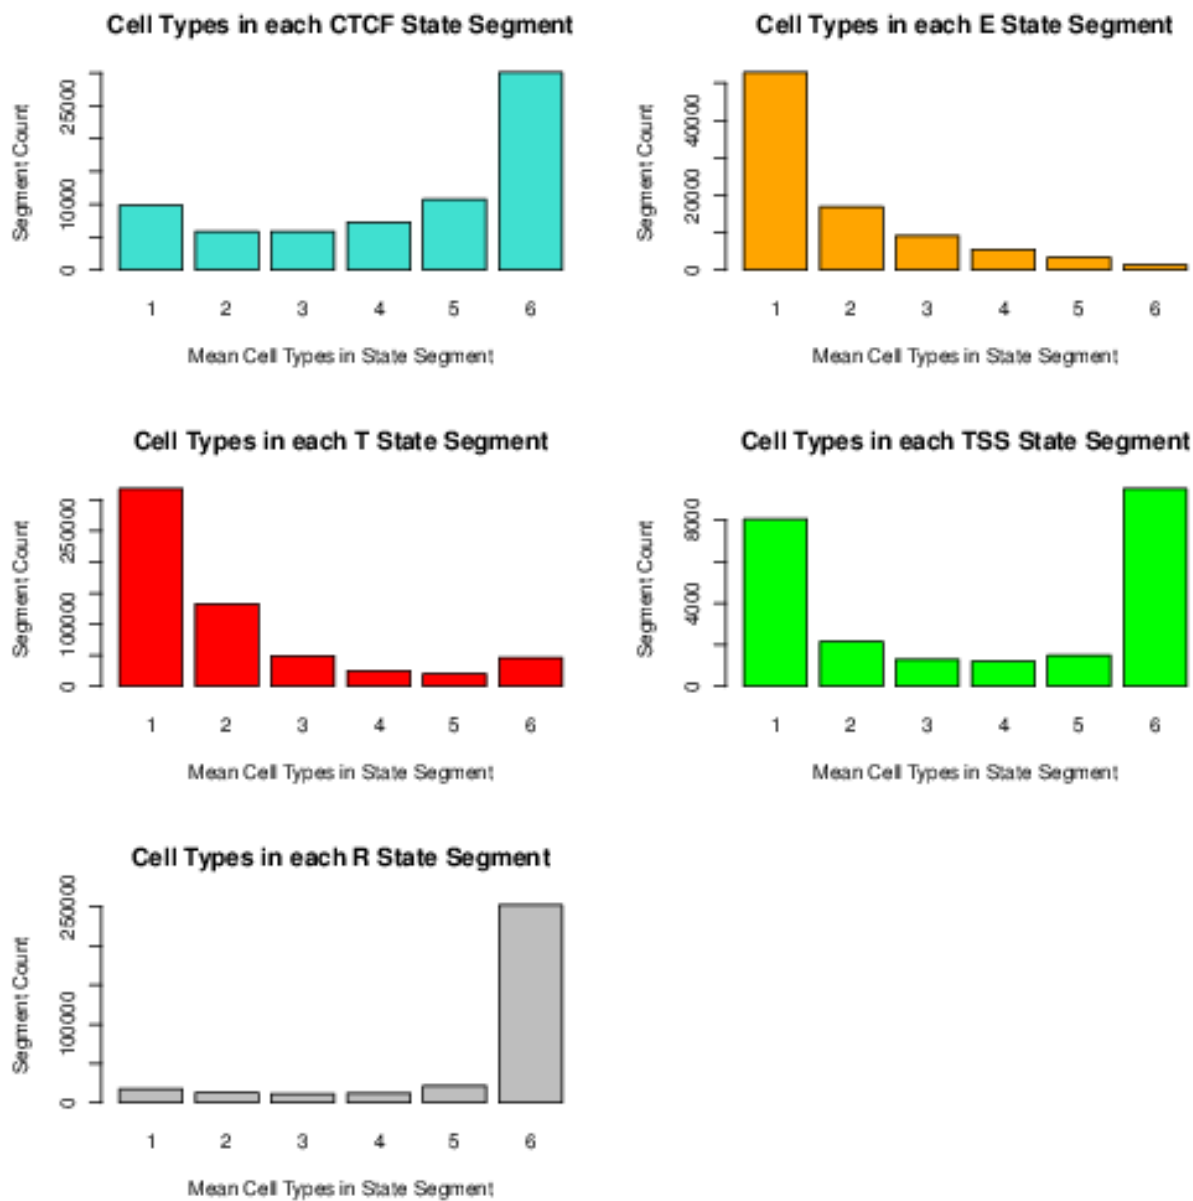 Cell Types in each CTCF State Segment
Segment Count
0
10000
25000
1 2 3 4 5 6
Mean Cell Types in State Segment
Cell Types in each E State Segment
Segment Count
0
20000
40000
1 2 3 4 5 6
Mean Cell Types in State Segment
Cell Types in each T State Segment
Segment Count
0
100000
250000
1 2 3 4 5 6
Mean Cell Types in State Segment
Cell Types in each TSS State Segment
Segment Count
0
4000
8000
1 2 3 4 5 6
Mean Cell Types in State Segment
Cell Types in each R State Segment
Segment Count
0
100000
250000
1 2 3 4 5 6
Mean Cell Types in State Segment